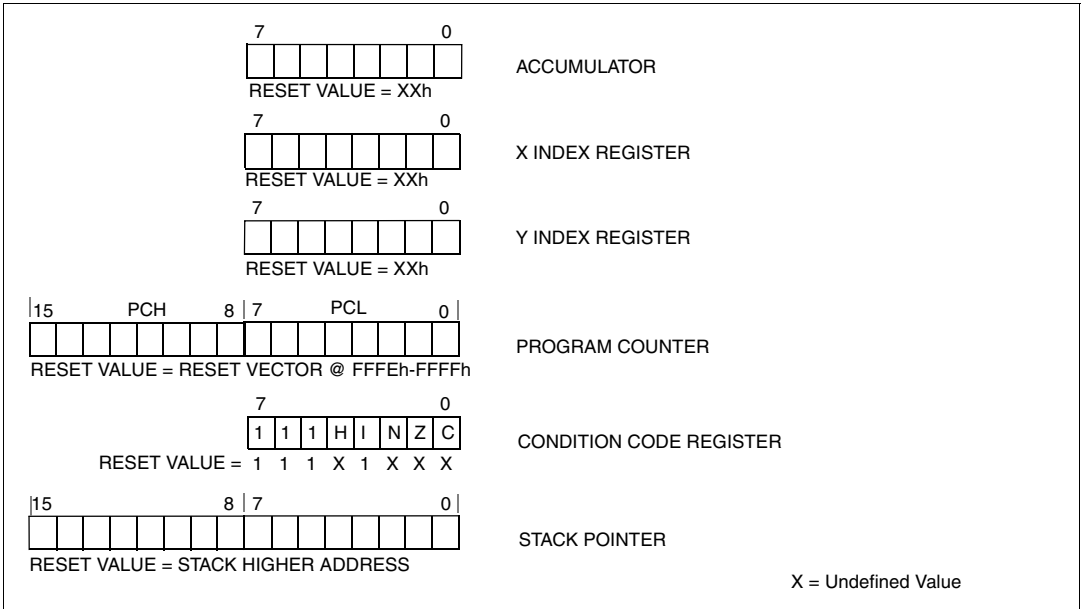 7 0
ACCUMULATOR
RESET VALUE = XXh
7 0
X INDEX REGISTER
RESET VALUE = XXh
7 0
Y INDEX REGISTER
RESET VALUE = XXh
15 PCH 8 7 PCL 0
PROGRAM COUNTER
RESET VALUE = RESET VECTOR @ FFFEh-FFFFh
7 0
1 1 1 H I N Z C
CONDITION CODE REGISTER
RESET VALUE = 1 1 1 X 1 X X X
15 8 7 0
STACK POINTER
RESET VALUE = STACK HIGHER ADDRESS
X = Undefined Value